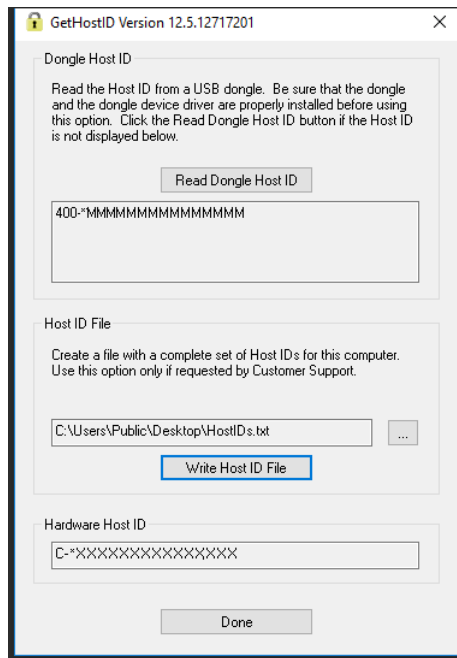 GetHostID Version 12.5.12717201
Dongle Host ID
Read the Host ID from a USB dongle. Be sure that the dongle
and the dongle device driver are properly installed before using
this option. Click the Read Dongle Host ID button if the Host ID
is not displayed below.
Read Dongle Host ID
400-*MMMMMMMMMMMMMMM
Host ID File
Create a file with a complete set of Host IDs for this computer.
Use this option only if requested by Customer Support.
C:\Users\Public\Desktop\HostIDs.txt
...
Write Host ID File
Hardware Host ID
C-*XXXXXXXXXXXXXXX
Done